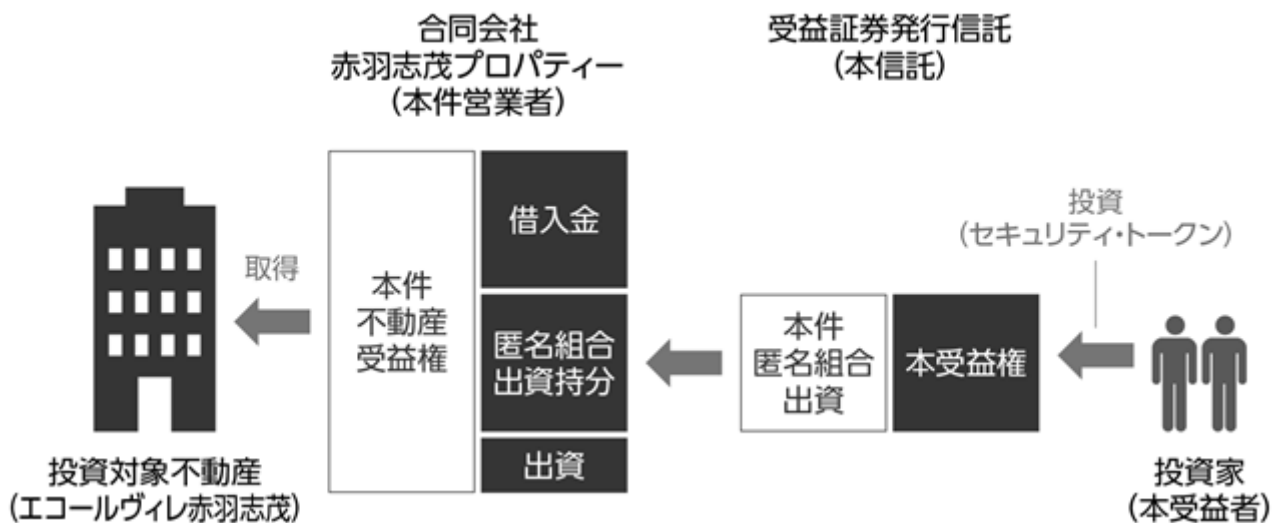 合同会社
赤羽志茂プロパティー
(本件営業者)
受益証券発行信託
(本信託)
取得
本件
不動産
受益権
借入金
匿名組合
出資持分
出資
本件
匿名組合
出資
本受益権
投資
(セキュリティ・トークン)
投資対象不動産
(エコールヴィレ赤羽志茂)
投資家
(本受益者)